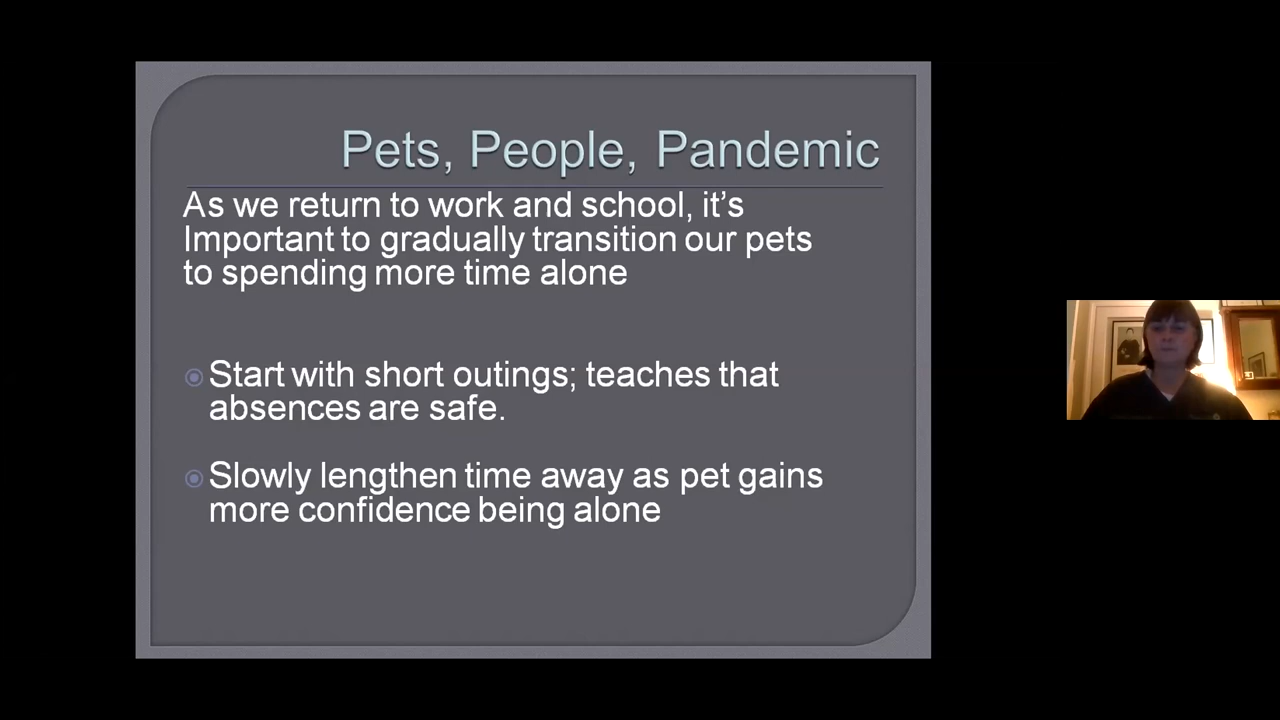 Pets, People, Pandemic
As we return to work and school, it’s
Important to gradually transition our pets
to spending more time alone
Start with short outings; teaches that
absences are safe.
Slowly lengthen time away as pet gains
more confidence being alone